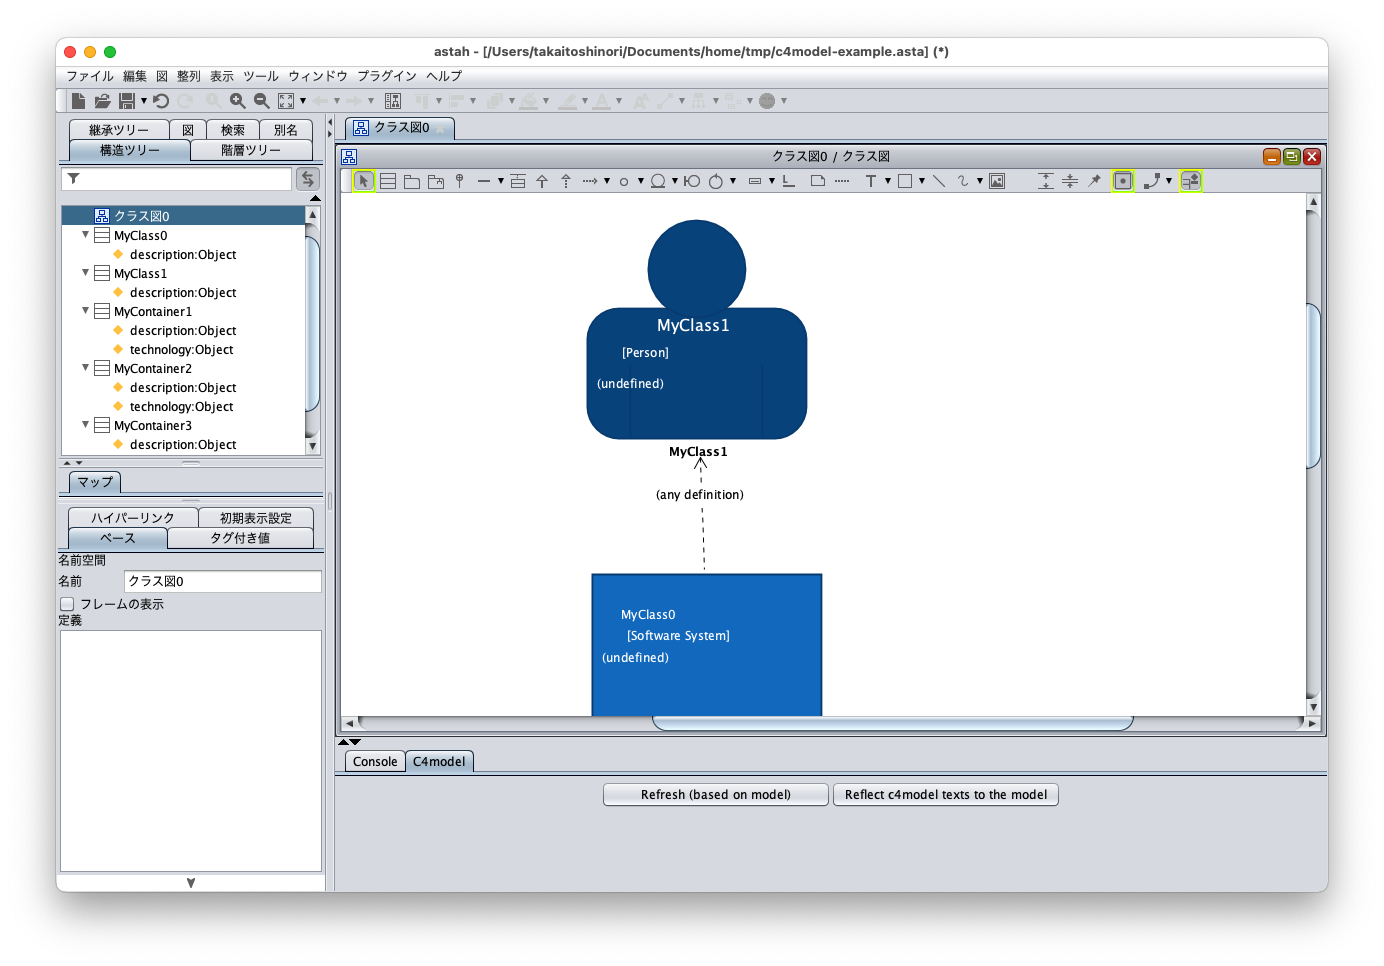 astah - [/Users/takaitoshinori/Documents/home/tmp/c4model-example.asta] (*)
ファイル 編集 図 整列 表示 ツール ウィンドウ プラグイン ヘルプ
継承ツリー 図 検索 別名
構造ツリー 階層ツリー
クラス図0
MyClass0
description:Object
MyClass1
description:Object
MyContainer1
description:Object
technology:Object
MyContainer2
description:Object
technology:Object
MyContainer3
description:Object
マップ
ハイパーリンク 初期表示設定
ベース タグ付き値
名前空間
名前 クラス図0
フレームの表示
定義
クラス図0
クラス図0 / クラス図
T
MyClass1
[Person]
(undefined)
MyClass1
(any definition)
MyClass0
[Software System]
(undefined)
Console C4model
Refresh (based on model) Reflect c4model texts to the model